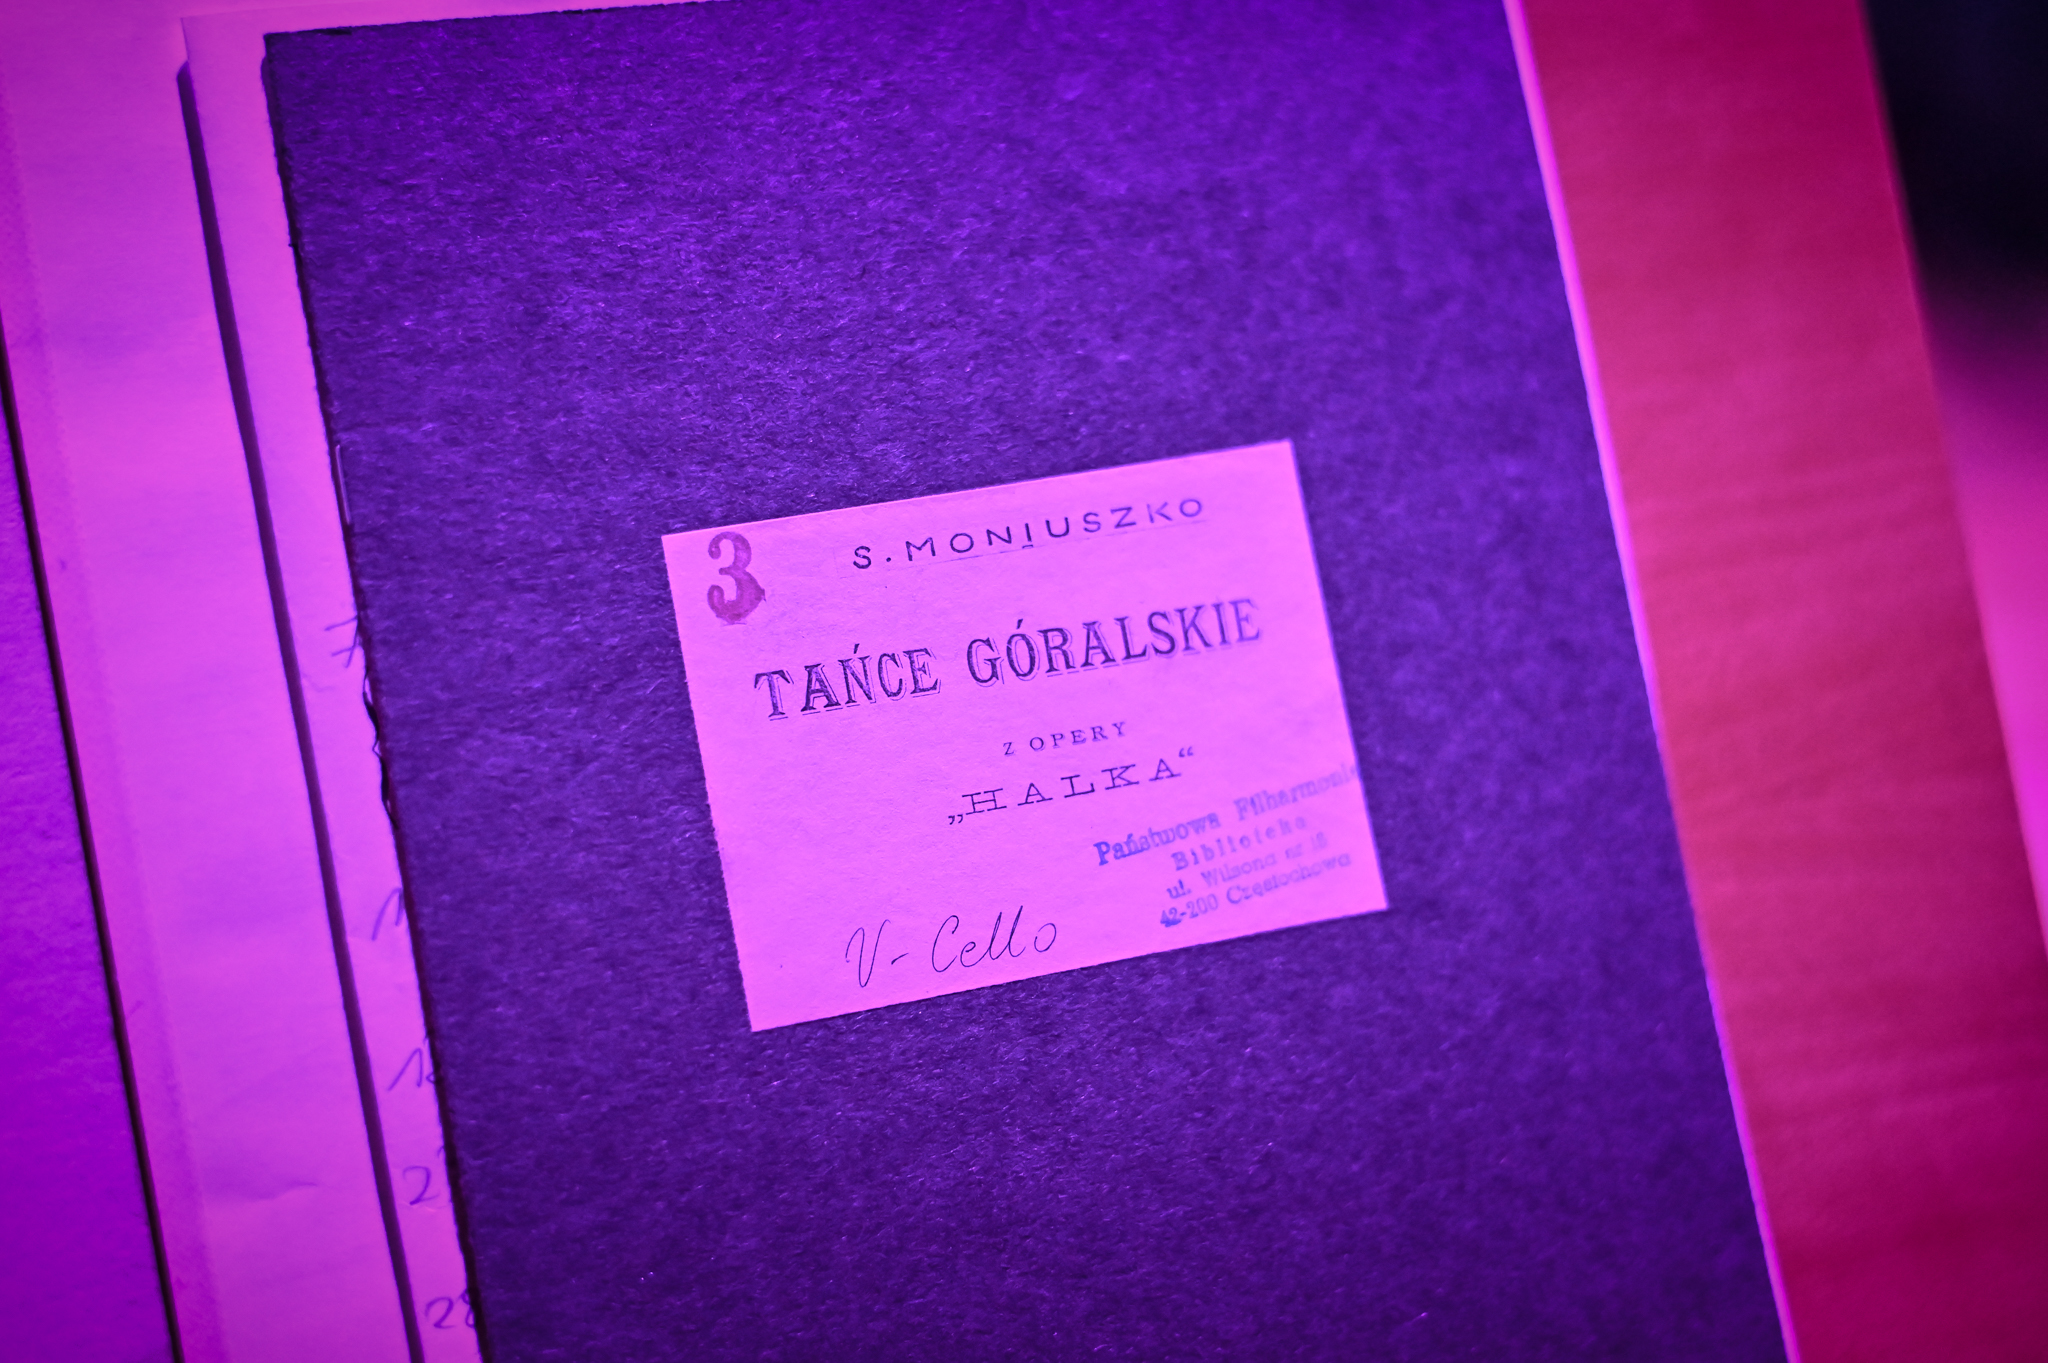 3
S. MONIUSZKO
TAŃCE GÓRALSKIE
Z OPERY
„HALKA“
Państwowa Filharmonia
Biblioteka
ul. Wilsona nr 16
42-200 Częstochowa
V- Cello